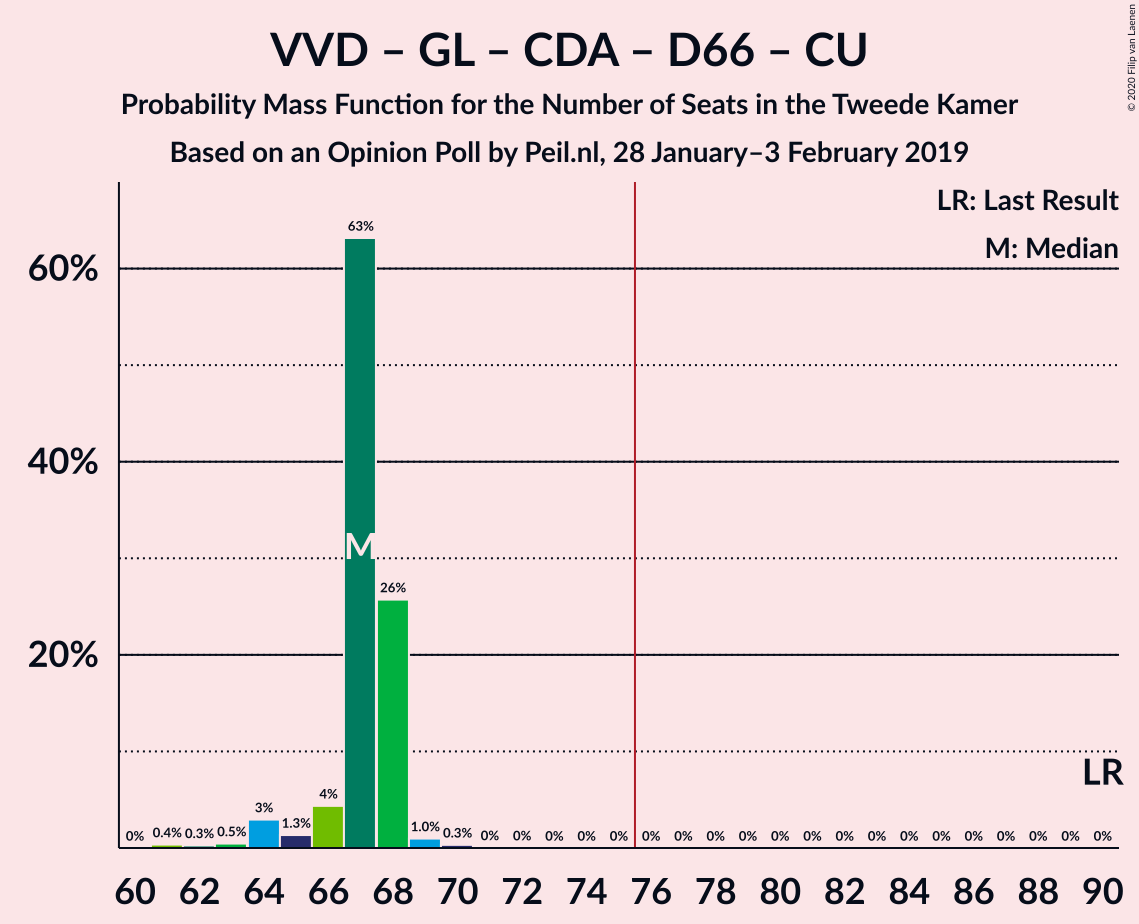 VVD – GL – CDA – D66 – CU
Probability Mass Function for the Number of Seats in the Tweede Kamer
Based on an Opinion Poll by Peil.nl, 28 January–3 February 2019
© 2020 Filip van Laenen
LR: Last Result
M: Median
60%
40%
20%
0% 0.4% 0.3% 0.5% 3% 1.3% 4% 63% 26% 1.0% 0.3% 0% 0% 0% 0% 0% 0% 0% 0% 0% 0% 0% 0% 0% 0% 0% 0% 0% 0% 0% 0%
M
LR
60 62 64 66 68 70 72 74 76 78 80 82 84 86 88 90